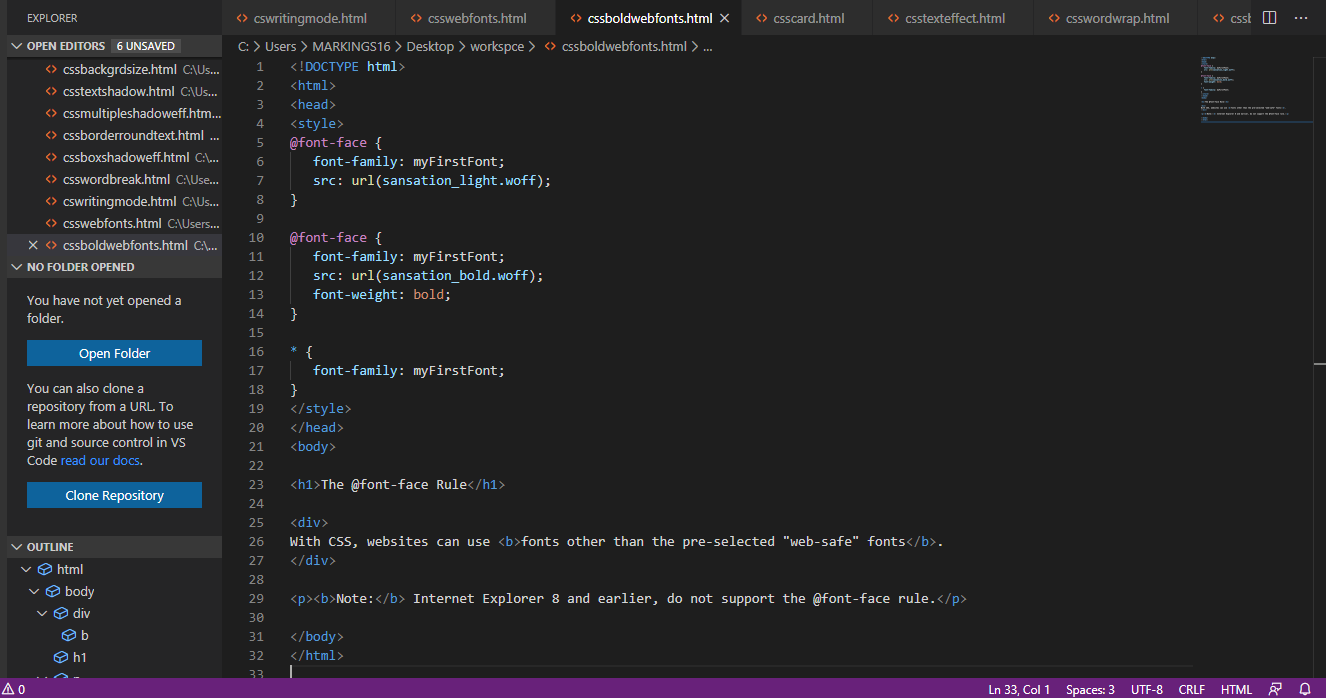 EXPLORER
OPEN EDITORS 6 UNSAVED
cssbackgrdsize.html C:\Us...
csstextshadow.html C:\Us...
cssmultipleshadoweff.htm...
cssborderroundtext.html ...
cssboxshadoweff.html C:\...
csswordbreak.html C:\Use...
cswritingmode.html C:\Us...
csswebfonts.html C:\Users...
cssboldwebfonts.html C:\...
NO FOLDER OPENED
You have not yet opened a
folder.
Open Folder
You can also clone a
repository from a URL. To
learn more about how to use
git and source control in VS
Code read our docs.
Clone Repository
OUTLINE
html
body
div
b
h1
cswritingmode.html csswebfonts.html cssboldwebfonts.html csscard.html csstexteffect.html csswordwrap.html
C: > Users > MARKINGS16 > Desktop > workspce > cssboldwebfonts.html > ...
1 <!DOCTYPE html>
2 <html>
3 <head>
4 <style>
5 @font-face {
6 font-family: myFirstFont;
7 src: url(sansation_light.woff);
8 }
9
10 @font-face {
11 font-family: myFirstFont;
12 src: url(sansation_bold.woff);
13 font-weight: bold;
14 }
15
16 * {
17 font-family: myFirstFont;
18 }
19 </style>
20 </head>
21 <body>
22
23 <h1>The @font-face Rule</h1>
24
25 <div>
26 With CSS, websites can use <b>fonts other than the pre-selected "web-safe" fonts</b>.
27 </div>
28
29 <p><b>Note:</b> Internet Explorer 8 and earlier, do not support the @font-face rule.</p>
30
31 </body>
32 </html>
33
0
Ln 33, Col 1 Spaces: 3 UTF-8 CRLF HTML